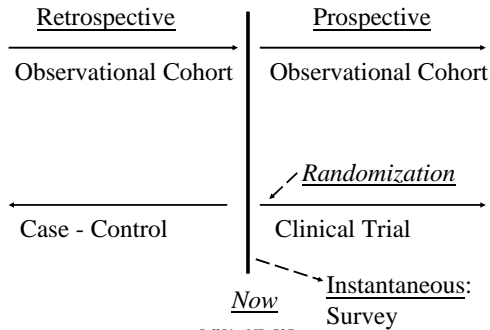 Retrospective Prospective
Observational Cohort Observational Cohort
Randomization
Case - Control Clinical Trial
Instantaneous:
Now
Survey